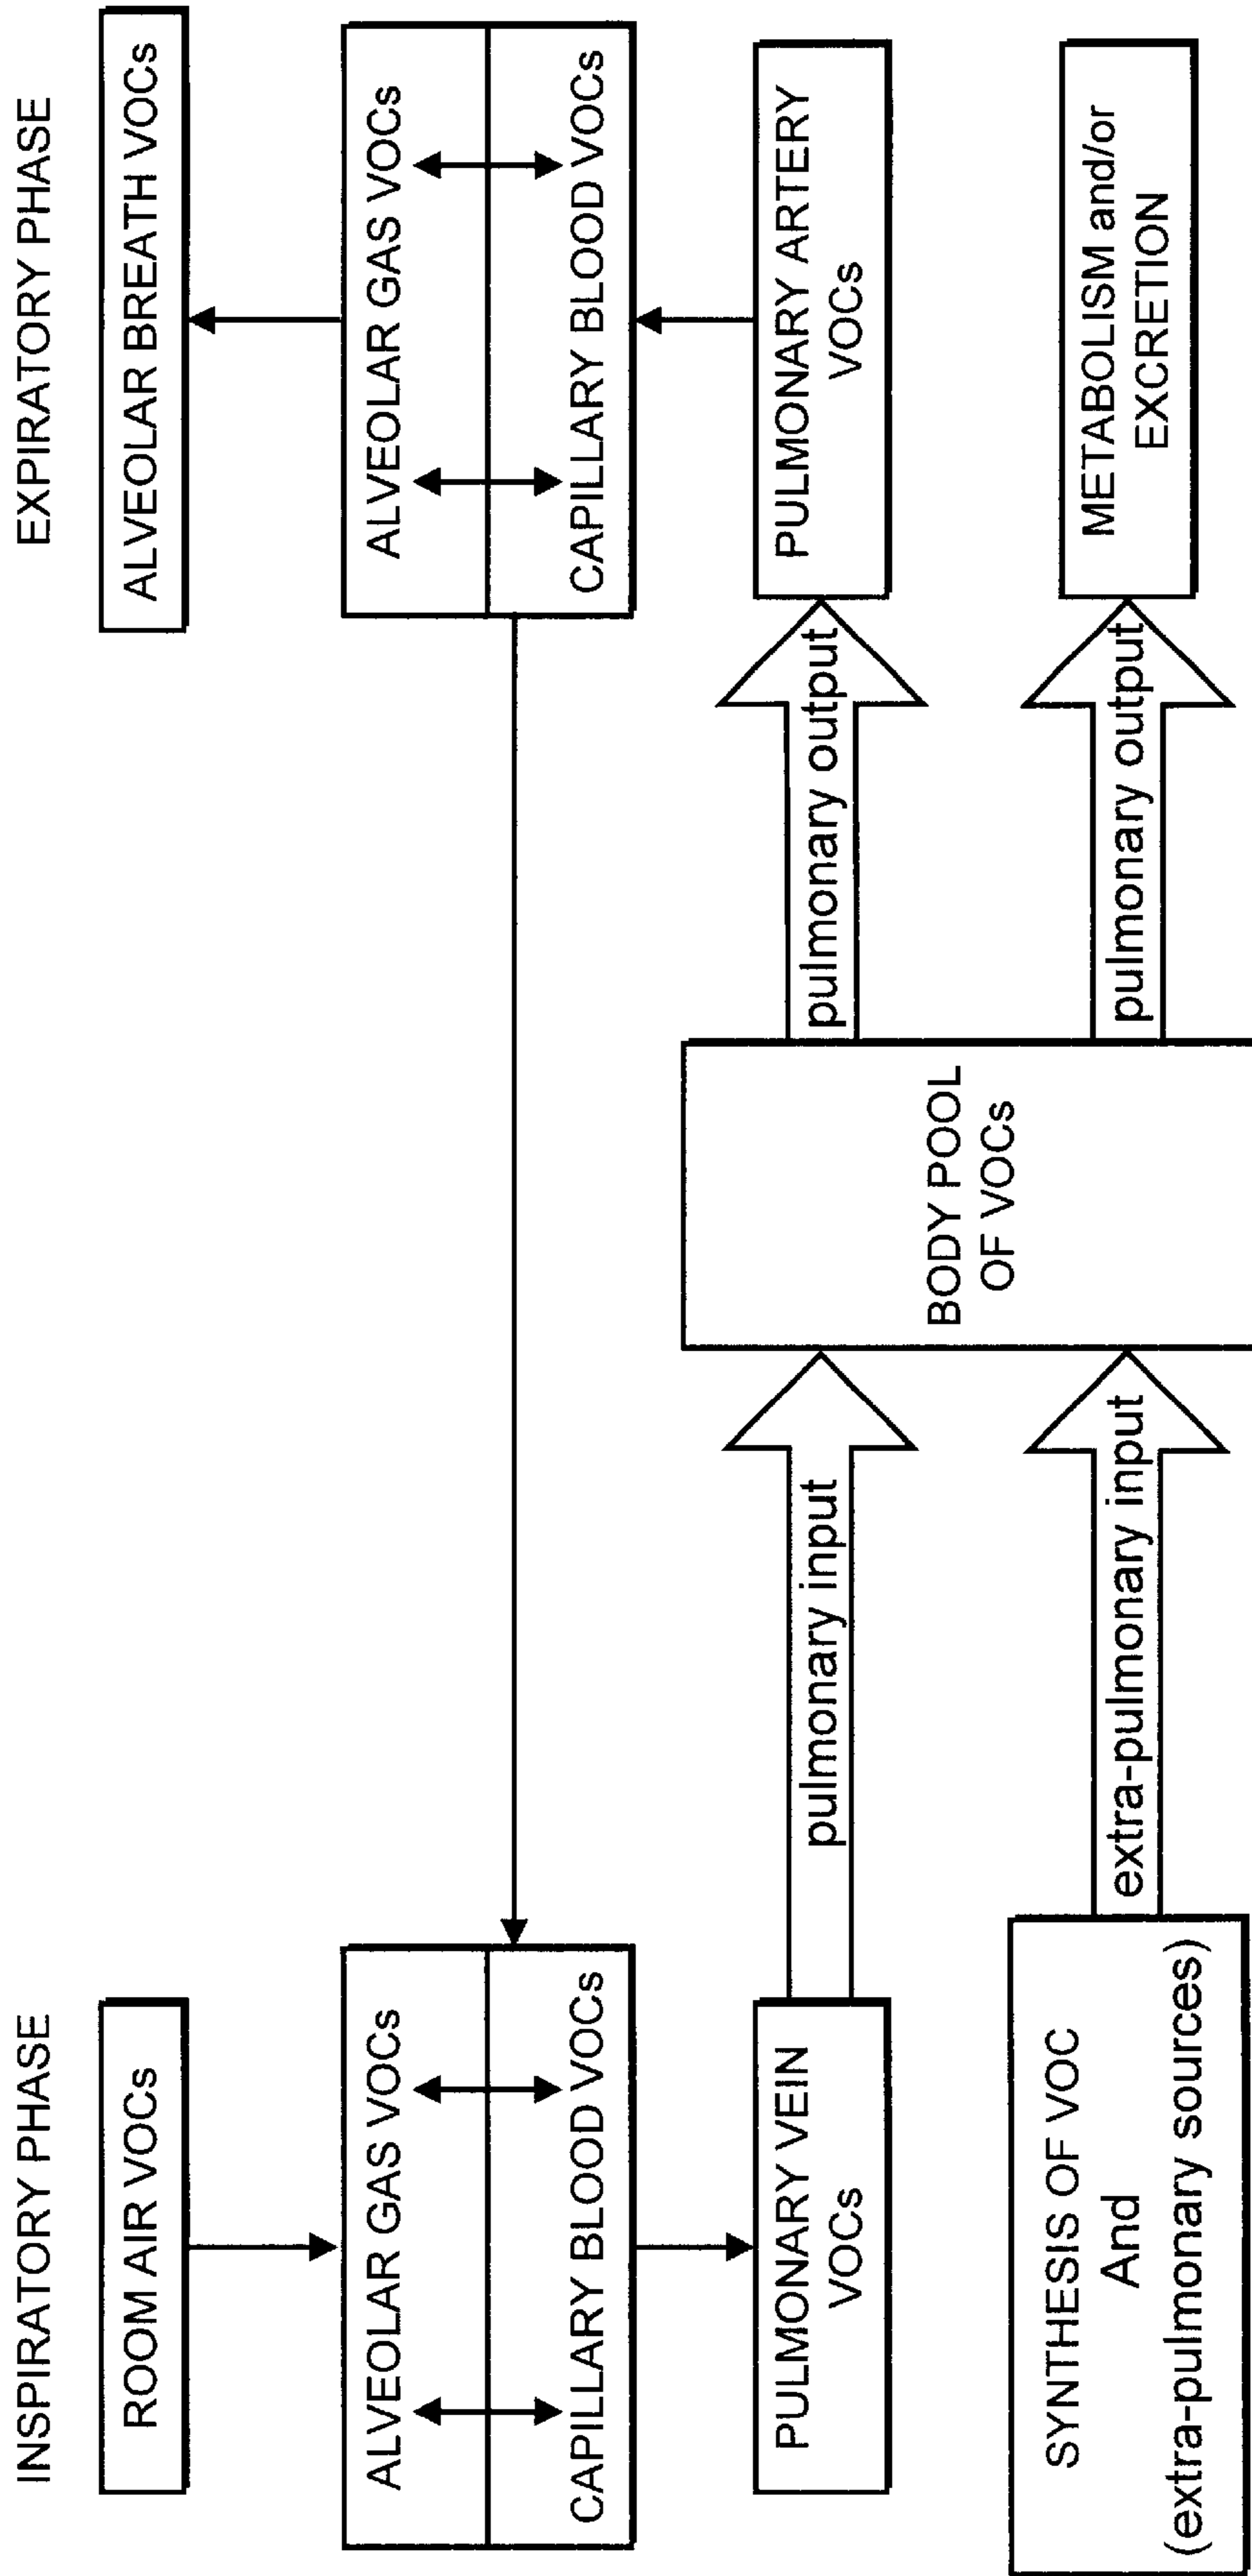 INSPIRATORY PHASE
EXPIRATORY PHASE
ROOM AIR VOCs
ALVEOLAR BREATH VOCs
ALVEOLAR GAS VOCs
CAPILLARY BLOOD VOCs
ALVEOLAR GAS VOCs
CAPILLARY BLOOD VOCs
PULMONARY VEIN
VOCs
pulmonary input
BODY POOL
OF VOCs
pulmonary output
PULMONARY ARTERY
VOCs
SYNTHESIS OF VOC
And
(extra-pulmonary sources)
extra-pulmonary input
pulmonary output
METABOLISM and/or
EXCRETION